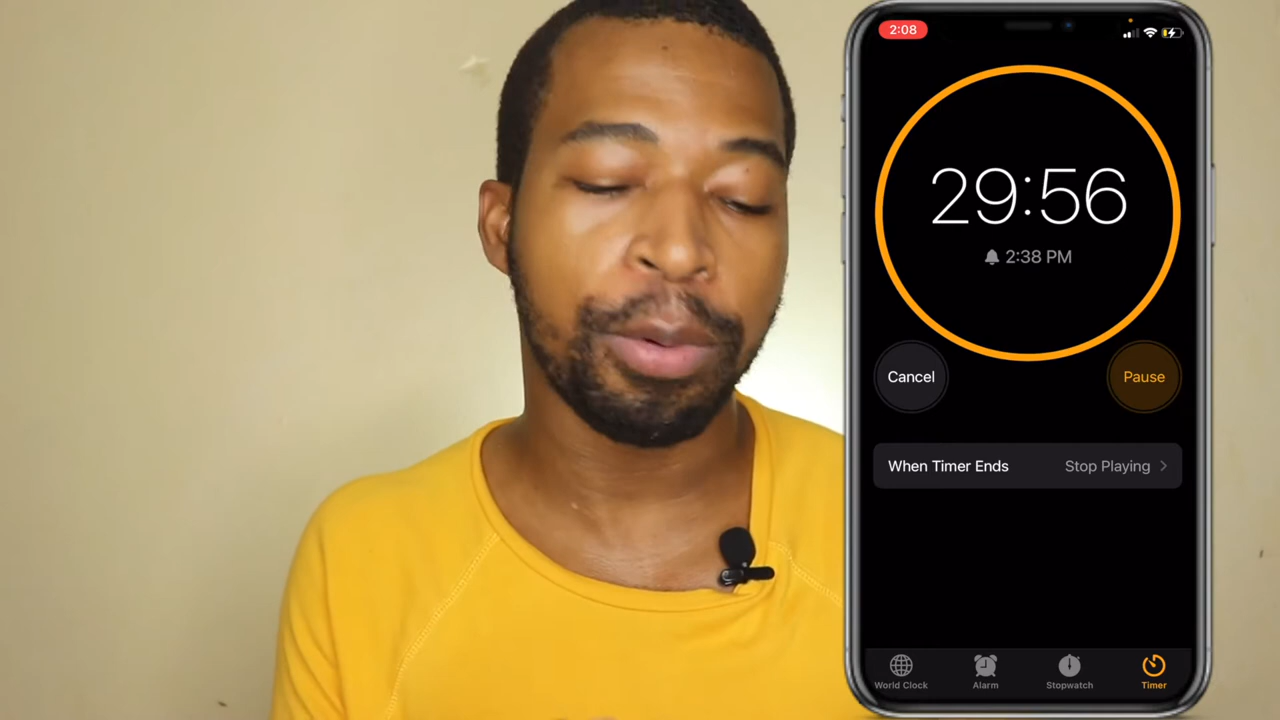 2:08
29:56
2:38 PM
Cancel
Pause
When Timer Ends
Stop Playing
World Clock
Alarm
Stopwatch
Timer